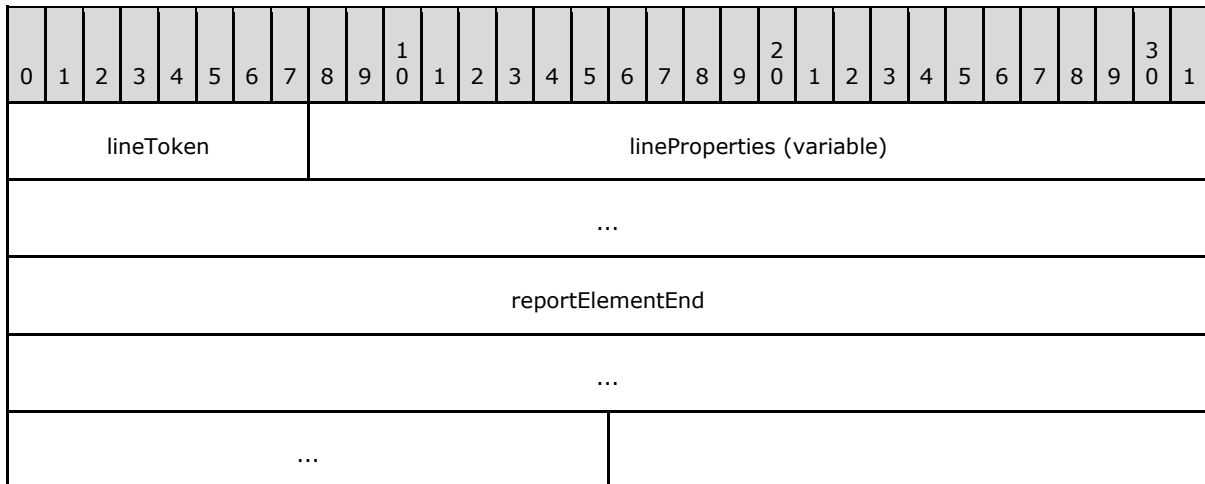 1 2 3
0 1 2 3 4 5 6 7 8 9 0 1 2 3 4 5 6 7 8 9 0 1 2 3 4 5 6 7 8 9 0 1
lineToken lineProperties (variable)
...
reportElementEnd
...
...